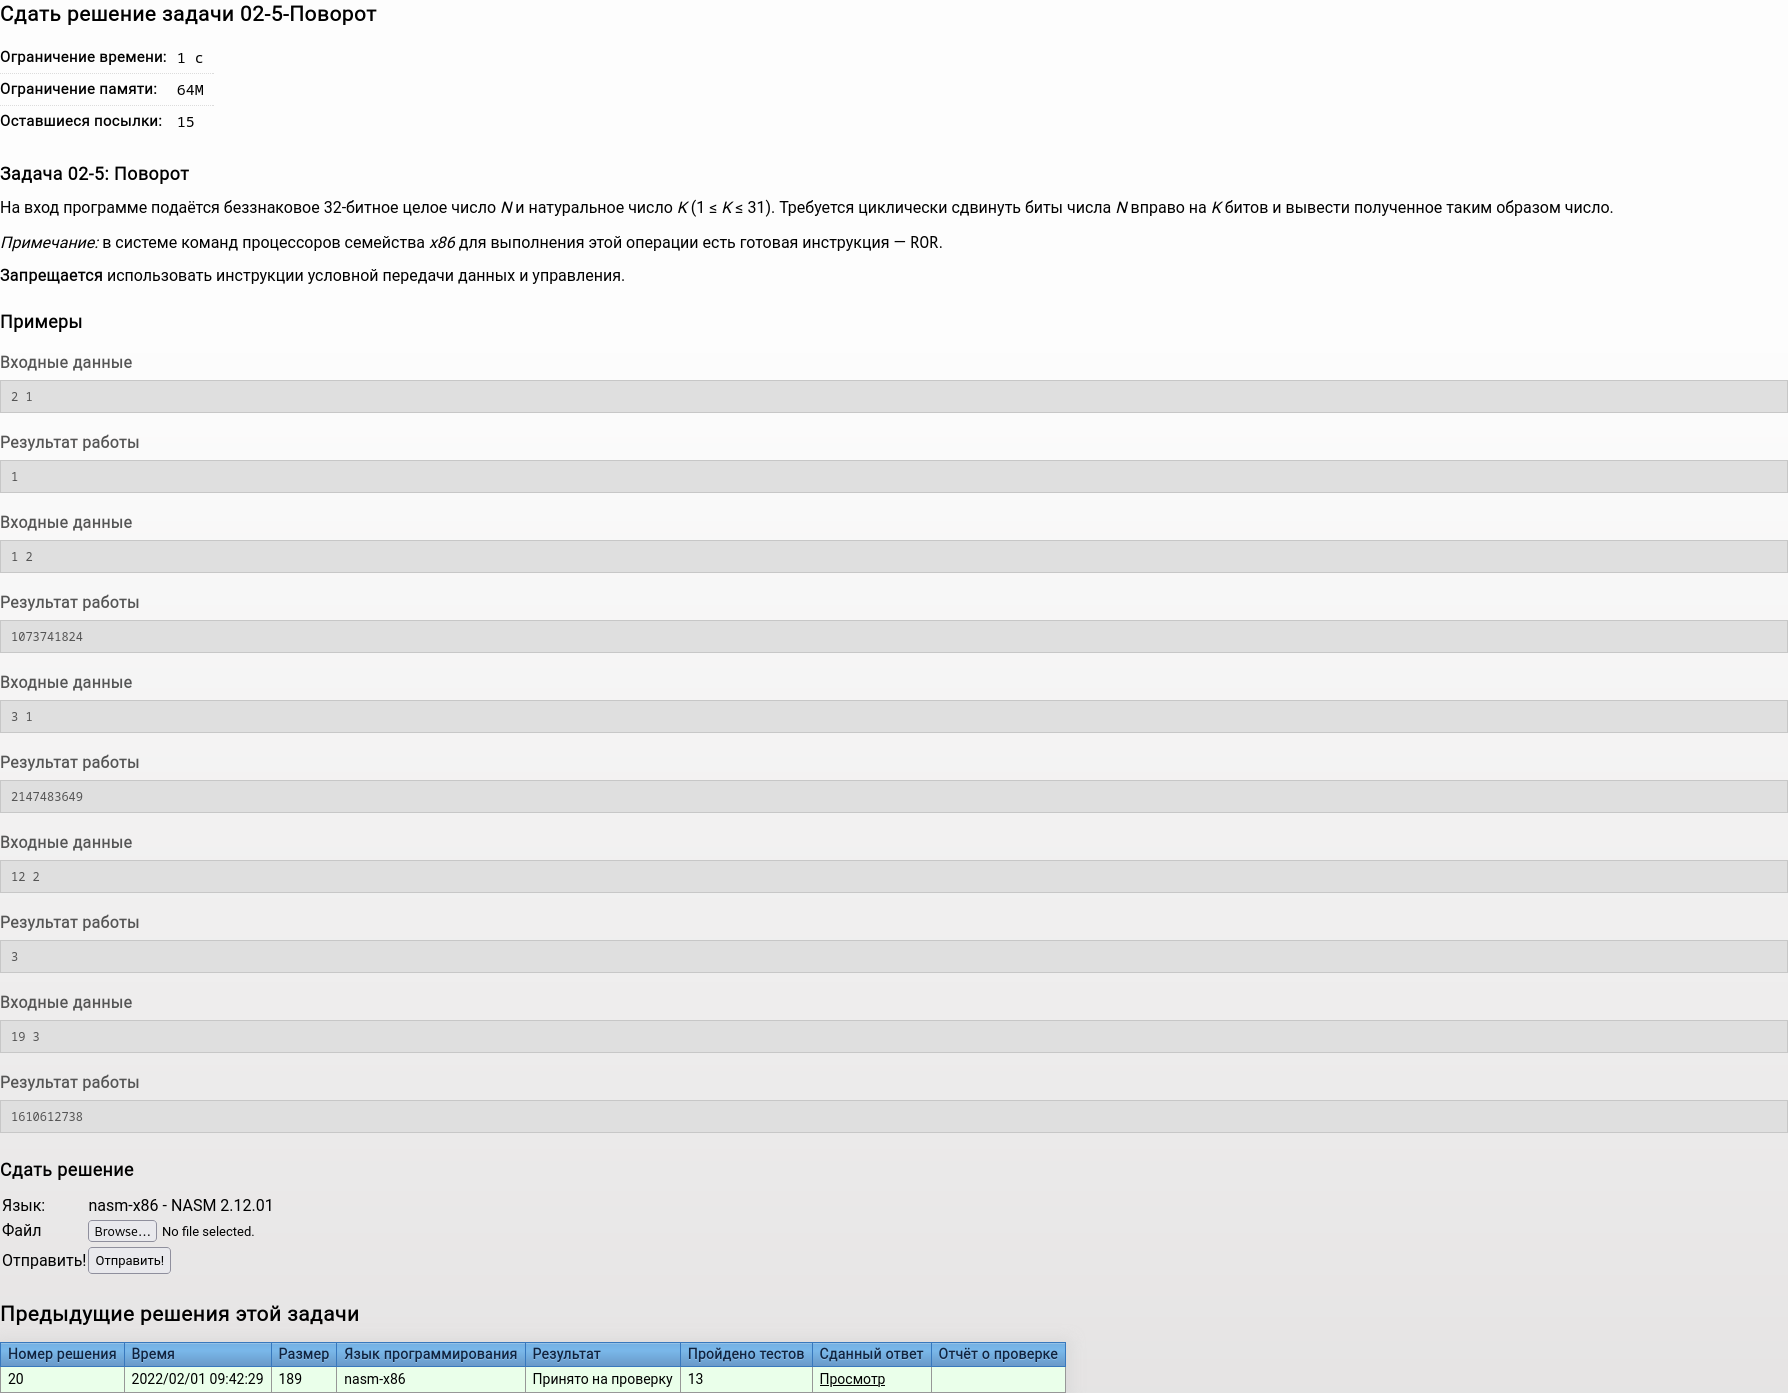 Сдать решение задачи 02-5-Поворот
Ограничение времени: 1 с
Ограничение памяти: 64M
Оставшиеся посылки: 15
Задача 02-5: Поворот
На вход программе подаётся беззнаковое 32-битное целое число N и натуральное число K (1 ≤ K ≤ 31). Требуется циклически сдвинуть биты числа N вправо на K битов и вывести полученное таким образом число.
Примечание: в системе команд процессоров семейства x86 для выполнения этой операции есть готовая инструкция — ROR.
Запрещается использовать инструкции условной передачи данных и управления.
Примеры
Входные данные
2 1
Результат работы
1
Входные данные
1 2
Результат работы
1073741824
Входные данные
3 1
Результат работы
2147483649
Входные данные
12 2
Результат работы
3
Входные данные
19 3
Результат работы
1610612738
Сдать решение
Язык: nasm-x86 - NASM 2.12.01
Файл Browse... No file selected.
Отправить! Отправить!
Предыдущие решения этой задачи
Номер решения Время Размер Язык программирования Результат Пройдено тестов Сданный ответ Отчёт о проверке
20 2022/02/01 09:42:29 189 nasm-x86 Принято на проверку 13 Просмотр